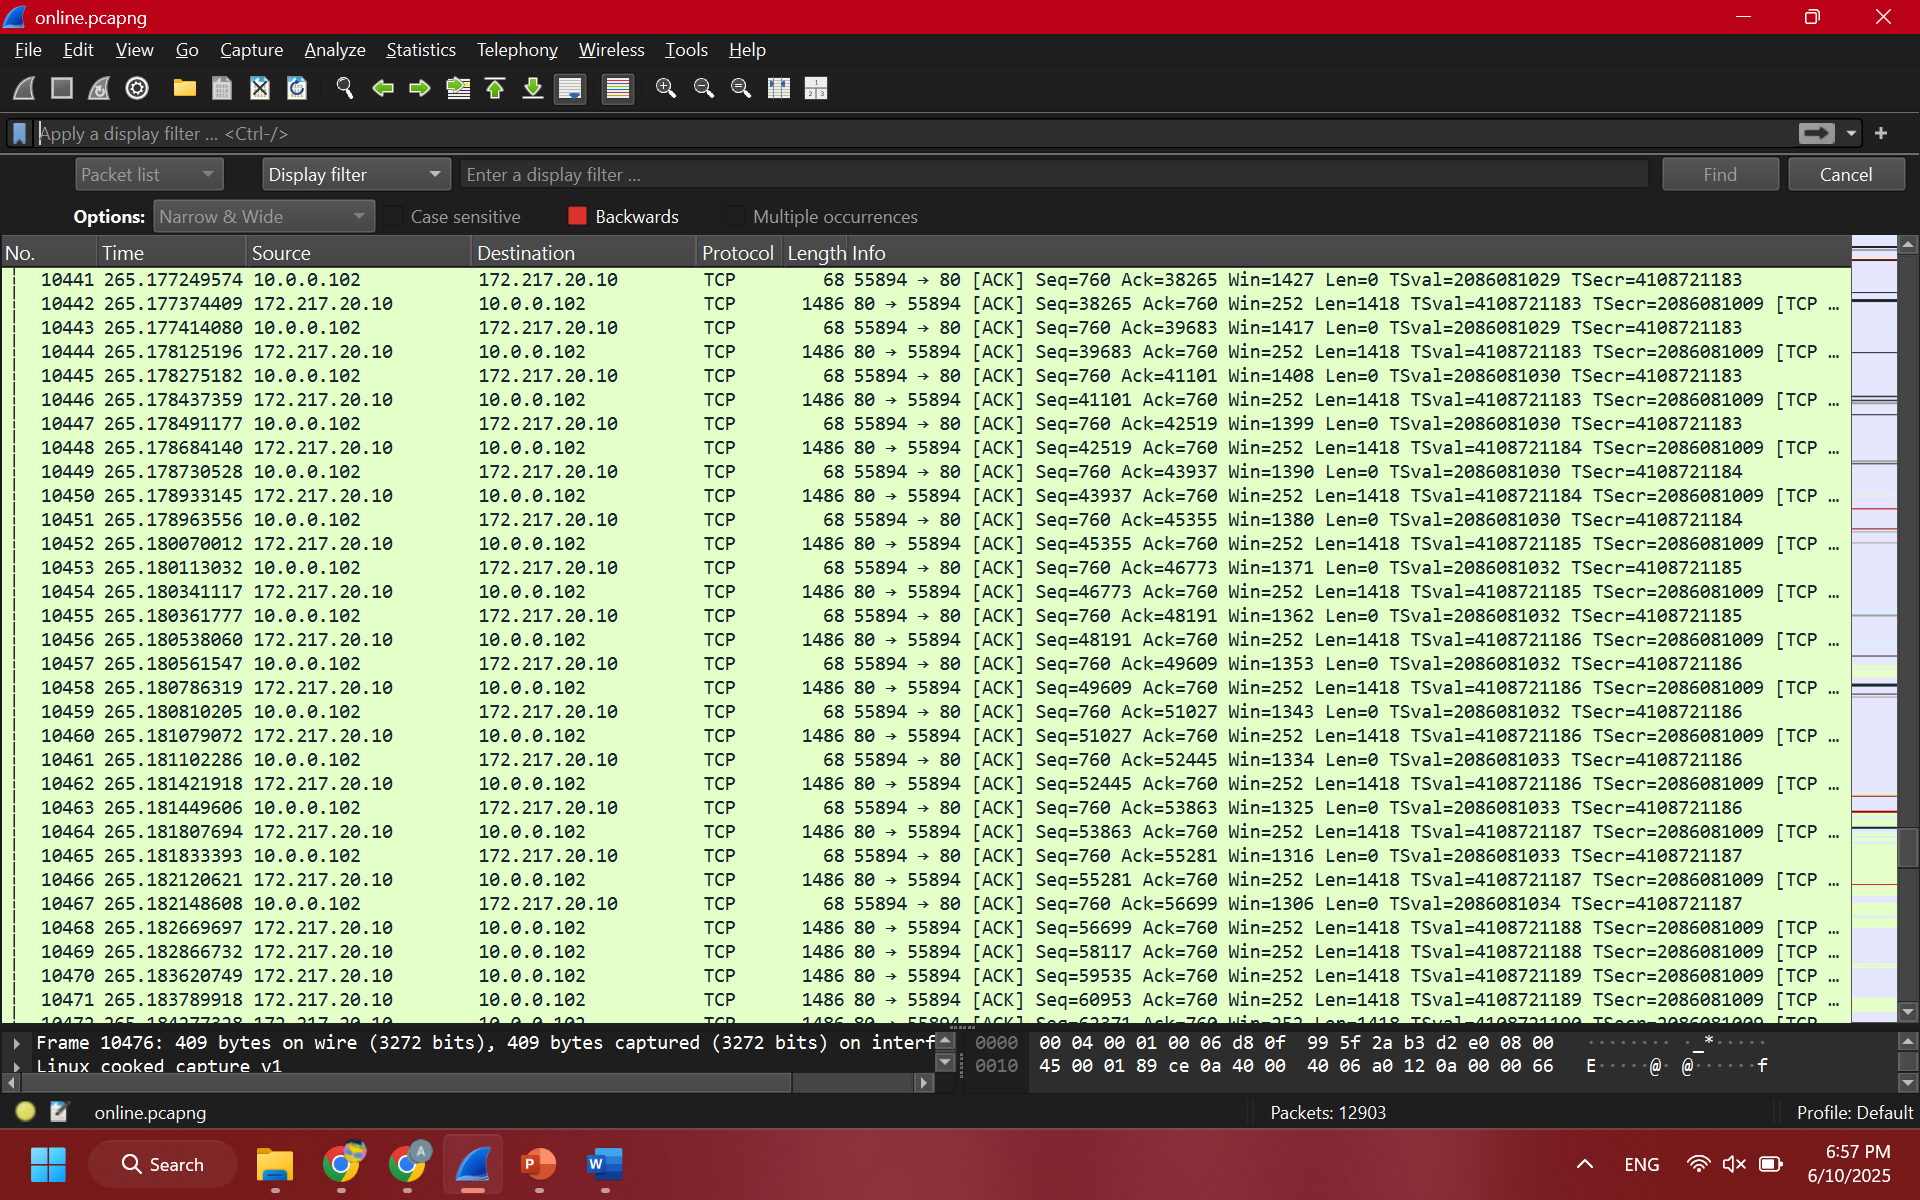 online.pcapng
File Edit View Go Capture Analyze Statistics Telephony Wireless Tools Help
Apply a display filter ... <Ctrl-/>
Packet list Display filter Enter a display filter ... Find Cancel
Options: Narrow & Wide Case sensitive Backwards Multiple occurrences
No. Time Source Destination Protocol Length Info
10441 265.177249574 10.0.0.102 172.217.20.10 TCP 68 55894 → 80 [ACK] Seq=760 Ack=38265 Win=1427 Len=0 TSval=2086081029 TSecr=4108721183
10442 265.177374409 172.217.20.10 10.0.0.102 TCP 1486 80 → 55894 [ACK] Seq=38265 Ack=760 Win=252 Len=1418 TSval=4108721183 TSecr=2086081009 [TCP …
10443 265.177414080 10.0.0.102 172.217.20.10 TCP 68 55894 → 80 [ACK] Seq=760 Ack=39683 Win=1417 Len=0 TSval=2086081029 TSecr=4108721183
10444 265.178125196 172.217.20.10 10.0.0.102 TCP 1486 80 → 55894 [ACK] Seq=39683 Ack=760 Win=252 Len=1418 TSval=4108721183 TSecr=2086081009 [TCP …
10445 265.178275182 10.0.0.102 172.217.20.10 TCP 68 55894 → 80 [ACK] Seq=760 Ack=41101 Win=1408 Len=0 TSval=2086081030 TSecr=4108721183
10446 265.178437359 172.217.20.10 10.0.0.102 TCP 1486 80 → 55894 [ACK] Seq=41101 Ack=760 Win=252 Len=1418 TSval=4108721183 TSecr=2086081009 [TCP …
10447 265.178491177 10.0.0.102 172.217.20.10 TCP 68 55894 → 80 [ACK] Seq=760 Ack=42519 Win=1399 Len=0 TSval=2086081030 TSecr=4108721183
10448 265.178684140 172.217.20.10 10.0.0.102 TCP 1486 80 → 55894 [ACK] Seq=42519 Ack=760 Win=252 Len=1418 TSval=4108721184 TSecr=2086081009 [TCP …
10449 265.178730528 10.0.0.102 172.217.20.10 TCP 68 55894 → 80 [ACK] Seq=760 Ack=43937 Win=1390 Len=0 TSval=2086081030 TSecr=4108721184
10450 265.178933145 172.217.20.10 10.0.0.102 TCP 1486 80 → 55894 [ACK] Seq=43937 Ack=760 Win=252 Len=1418 TSval=4108721184 TSecr=2086081009 [TCP …
10451 265.178963556 10.0.0.102 172.217.20.10 TCP 68 55894 → 80 [ACK] Seq=760 Ack=45355 Win=1380 Len=0 TSval=2086081030 TSecr=4108721184
10452 265.180070012 172.217.20.10 10.0.0.102 TCP 1486 80 → 55894 [ACK] Seq=45355 Ack=760 Win=252 Len=1418 TSval=4108721185 TSecr=2086081009 [TCP …
10453 265.180113032 10.0.0.102 172.217.20.10 TCP 68 55894 → 80 [ACK] Seq=760 Ack=46773 Win=1371 Len=0 TSval=2086081032 TSecr=4108721185
10454 265.180341117 172.217.20.10 10.0.0.102 TCP 1486 80 → 55894 [ACK] Seq=46773 Ack=760 Win=252 Len=1418 TSval=4108721185 TSecr=2086081009 [TCP …
10455 265.180361777 10.0.0.102 172.217.20.10 TCP 68 55894 → 80 [ACK] Seq=760 Ack=48191 Win=1362 Len=0 TSval=2086081032 TSecr=4108721185
10456 265.180538060 172.217.20.10 10.0.0.102 TCP 1486 80 → 55894 [ACK] Seq=48191 Ack=760 Win=252 Len=1418 TSval=4108721186 TSecr=2086081009 [TCP …
10457 265.180561547 10.0.0.102 172.217.20.10 TCP 68 55894 → 80 [ACK] Seq=760 Ack=49609 Win=1353 Len=0 TSval=2086081032 TSecr=4108721186
10458 265.180786319 172.217.20.10 10.0.0.102 TCP 1486 80 → 55894 [ACK] Seq=49609 Ack=760 Win=252 Len=1418 TSval=4108721186 TSecr=2086081009 [TCP …
10459 265.180810205 10.0.0.102 172.217.20.10 TCP 68 55894 → 80 [ACK] Seq=760 Ack=51027 Win=1343 Len=0 TSval=2086081032 TSecr=4108721186
10460 265.181079072 172.217.20.10 10.0.0.102 TCP 1486 80 → 55894 [ACK] Seq=51027 Ack=760 Win=252 Len=1418 TSval=4108721186 TSecr=2086081009 [TCP …
10461 265.181102286 10.0.0.102 172.217.20.10 TCP 68 55894 → 80 [ACK] Seq=760 Ack=52445 Win=1334 Len=0 TSval=2086081033 TSecr=4108721186
10462 265.181421918 172.217.20.10 10.0.0.102 TCP 1486 80 → 55894 [ACK] Seq=52445 Ack=760 Win=252 Len=1418 TSval=4108721186 TSecr=2086081009 [TCP …
10463 265.181449606 10.0.0.102 172.217.20.10 TCP 68 55894 → 80 [ACK] Seq=760 Ack=53863 Win=1325 Len=0 TSval=2086081033 TSecr=4108721186
10464 265.181807694 172.217.20.10 10.0.0.102 TCP 1486 80 → 55894 [ACK] Seq=53863 Ack=760 Win=252 Len=1418 TSval=4108721187 TSecr=2086081009 [TCP …
10465 265.181833393 10.0.0.102 172.217.20.10 TCP 68 55894 → 80 [ACK] Seq=760 Ack=55281 Win=1316 Len=0 TSval=2086081033 TSecr=4108721187
10466 265.182120621 172.217.20.10 10.0.0.102 TCP 1486 80 → 55894 [ACK] Seq=55281 Ack=760 Win=252 Len=1418 TSval=4108721187 TSecr=2086081009 [TCP …
10467 265.182148608 10.0.0.102 172.217.20.10 TCP 68 55894 → 80 [ACK] Seq=760 Ack=56699 Win=1306 Len=0 TSval=2086081034 TSecr=4108721187
10468 265.182669697 172.217.20.10 10.0.0.102 TCP 1486 80 → 55894 [ACK] Seq=56699 Ack=760 Win=252 Len=1418 TSval=4108721188 TSecr=2086081009 [TCP …
10469 265.182866732 172.217.20.10 10.0.0.102 TCP 1486 80 → 55894 [ACK] Seq=58117 Ack=760 Win=252 Len=1418 TSval=4108721188 TSecr=2086081009 [TCP …
10470 265.183620749 172.217.20.10 10.0.0.102 TCP 1486 80 → 55894 [ACK] Seq=59535 Ack=760 Win=252 Len=1418 TSval=4108721189 TSecr=2086081009 [TCP …
10471 265.183789918 172.217.20.10 10.0.0.102 TCP 1486 80 → 55894 [ACK] Seq=60953 Ack=760 Win=252 Len=1418 TSval=4108721189 TSecr=2086081009 [TCP …
Frame 10476: 409 bytes on wire (3272 bits), 409 bytes captured (3272 bits) on interf
Linux cooked capture v1
0000 00 04 00 01 00 06 d8 0f 99 5f 2a b3 d2 e0 08 00 ········ ·_*·····
0010 45 00 01 89 ce 0a 40 00 40 06 a0 12 0a 00 00 66 E·····@· @······f
online.pcapng Packets: 12903 Profile: Default
Search ENG 6:57 PM
6/10/2025